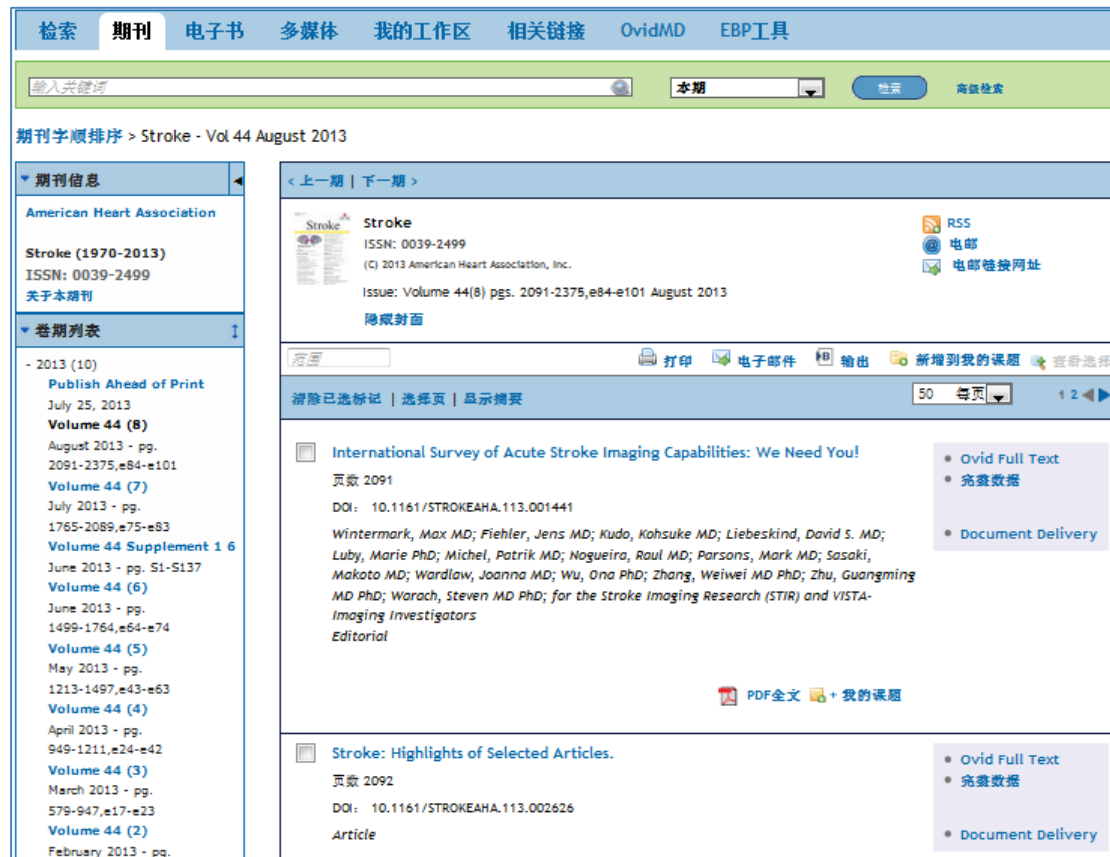 检索 期刊 电子书 多媒体 我的工作区 相关链接 OvidMD EBP工具
输入关键词 本期 检索 高级检索
期刊字顺排序 > Stroke - Vol 44 August 2013
期刊信息
American Heart Association
Stroke (1970-2013)
ISSN: 0039-2499
关于本期刊
卷期列表
- 2013 (10)
Publish Ahead of Print
July 25, 2013
Volume 44 (8)
August 2013 - pg.
2091-2375,e84-e101
Volume 44 (7)
July 2013 - pg.
1765-2089,e75-e83
Volume 44 Supplement 1 6
June 2013 - pg. S1-S137
Volume 44 (6)
June 2013 - pg.
1499-1764,e64-e74
Volume 44 (5)
May 2013 - pg.
1213-1497,e43-e63
Volume 44 (4)
April 2013 - pg.
949-1211,e24-e42
Volume 44 (3)
March 2013 - pg.
579-947,e17-e23
Volume 44 (2)
February 2013 - pg.
< 上一期 | 下一期 >
Stroke
Stroke
ISSN: 0039-2499
(C) 2013 American Heart Association, Inc.
Issue: Volume 44(8) pgs. 2091-2375,e84-e101 August 2013
隐藏封面
RSS
电邮
电邮链接网址
范围 打印 电子邮件 输出 新增到我的课题 查看选择
清除已选标记 | 选择页 | 显示摘要 50 每页 1 2
International Survey of Acute Stroke Imaging Capabilities: We Need You!
页数 2091
DOI: 10.1161/STROKEAHA.113.001441
Wintermark, Max MD; Fiehler, Jens MD; Kudo, Kohsuke MD; Liebeskind, David S. MD;
Luby, Marie PhD; Michel, Patrik MD; Nogueira, Raul MD; Parsons, Mark MD; Sasaki,
Makoto MD; Wardlaw, Joanna MD; Wu, Ona PhD; Zhang, Weiwei MD PhD; Zhu, Guangming
MD PhD; Warach, Steven MD PhD; for the Stroke Imaging Research (STIR) and VISTA-
Imaging Investigators
Editorial
PDF全文 + 我的课题
Ovid Full Text
完整数据
Document Delivery
Stroke: Highlights of Selected Articles.
页数 2092
DOI: 10.1161/STROKEAHA.113.002626
Article
Ovid Full Text
完整数据
Document Delivery